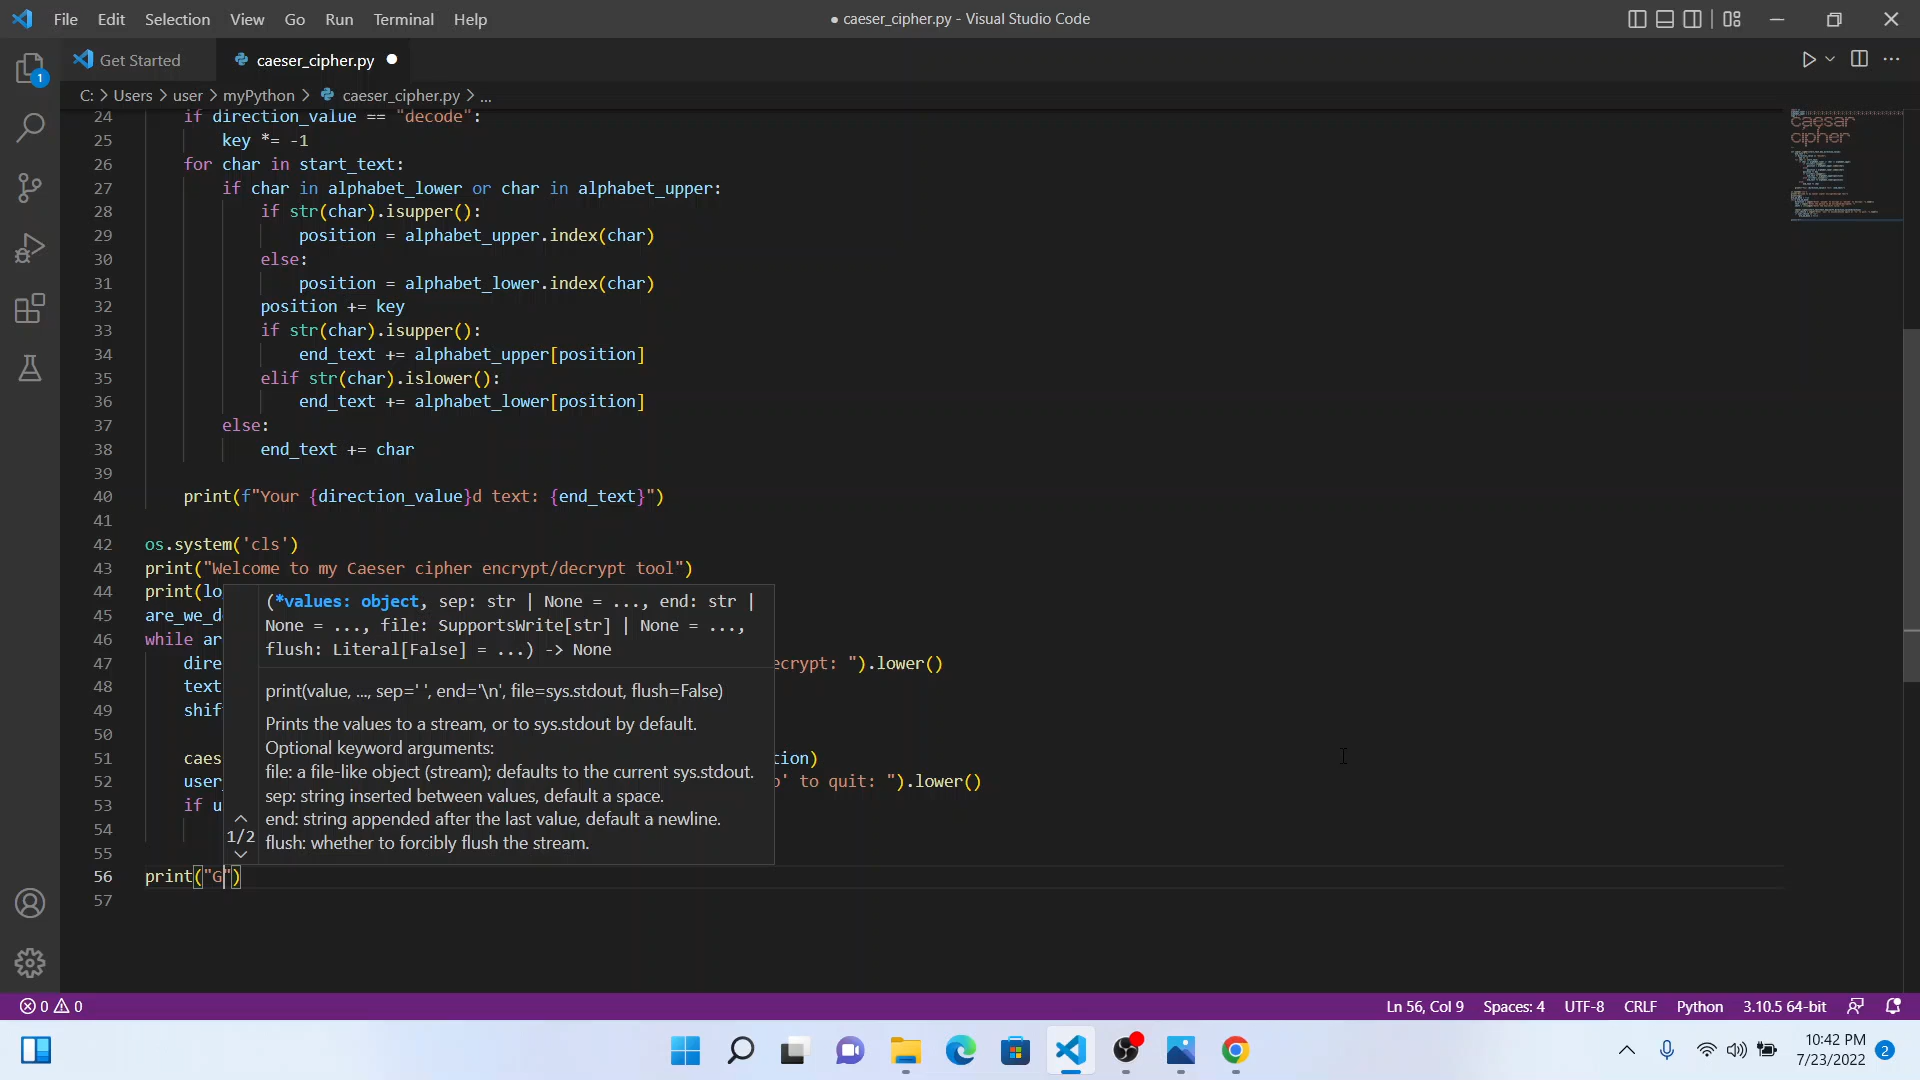 File Edit Selection View Go Run Terminal Help
● caeser_cipher.py - Visual Studio Code
Get Started
caeser_cipher.py ●
1
C: > Users > user > myPython > caeser_cipher.py > ...
24 if direction_value == "decode":
25 key *= -1
26 for char in start_text:
27 if char in alphabet_lower or char in alphabet_upper:
28 if str(char).isupper():
29 position = alphabet_upper.index(char)
30 else:
31 position = alphabet_lower.index(char)
32 position += key
33 if str(char).isupper():
34 end_text += alphabet_upper[position]
35 elif str(char).islower():
36 end_text += alphabet_lower[position]
37 else:
38 end_text += char
39
40 print(f"Your {direction_value}d text: {end_text}")
41
42 os.system('cls')
43 print("Welcome to my Caeser cipher encrypt/decrypt tool")
44 print(lo
45 are_we_d
46 while ar
47 dire ecrypt: ").lower()
48 text
49 shif
50
51 caes tion)
52 user ' to quit: ").lower()
53 if u
54
55
56 print("G")
57
(*values: object, sep: str | None = ..., end: str |
None = ..., file: SupportsWrite[str] | None = ...,
flush: Literal[False] = ...) -> None
print(value, ..., sep=' ', end='\n', file=sys.stdout, flush=False)
Prints the values to a stream, or to sys.stdout by default.
Optional keyword arguments:
file: a file-like object (stream); defaults to the current sys.stdout.
sep: string inserted between values, default a space.
end: string appended after the last value, default a newline.
flush: whether to forcibly flush the stream.
1/2
caesar
cipher
0 0
Ln 56, Col 9 Spaces: 4 UTF-8 CRLF Python 3.10.5 64-bit
10:42 PM
7/23/2022
2